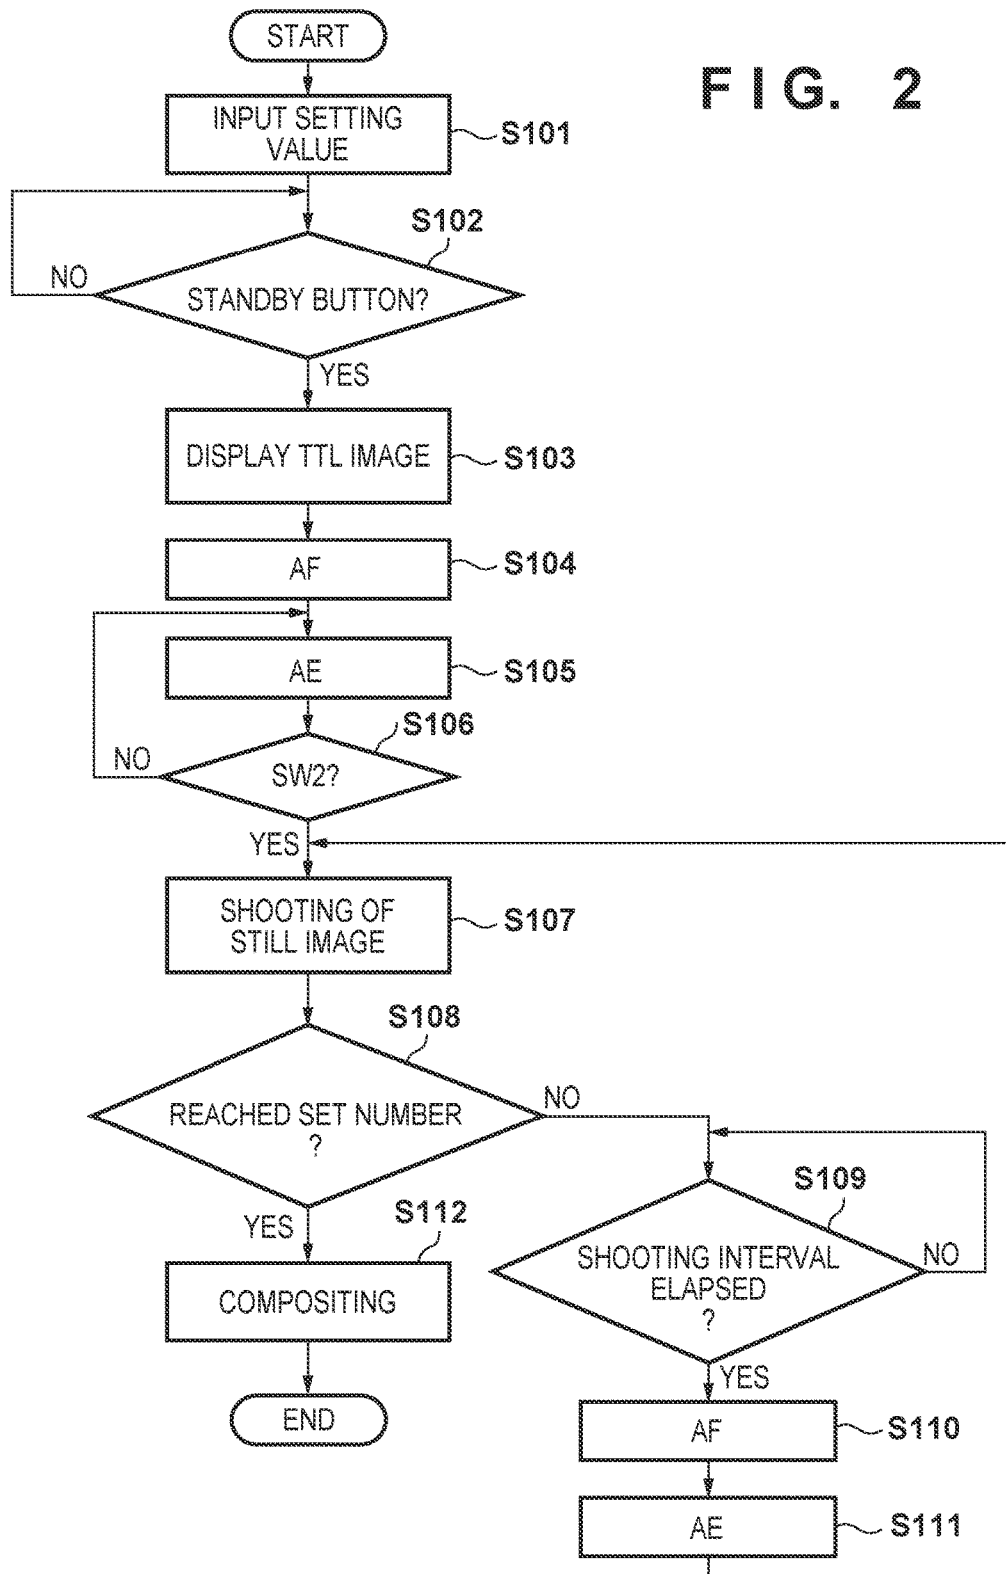 START
FIG. 2
INPUT SETTING
VALUE
S101
S102
NO
STANDBY BUTTON?
YES
DISPLAY TTL IMAGE
S103
AF
S104
AE
S105
S106
NO
SW2?
YES
SHOOTING OF
STILL IMAGE
S107
S108
NO
REACHED SET NUMBER
?
S109
YES
S112
NO
SHOOTING INTERVAL
ELAPSED
?
COMPOSITING
YES
END
AF
S110
AE
S111